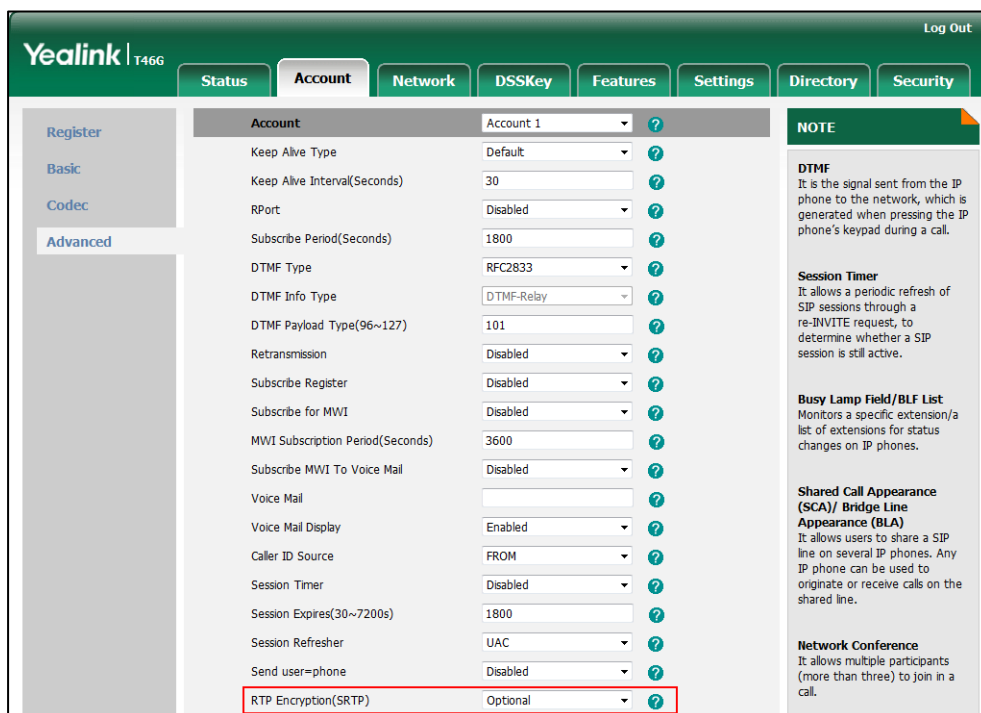 Log Out
Yealink T46G
Status Account Network DSSKey Features Settings Directory Security
Register
Basic
Codec
Advanced
Account Account 1
Keep Alive Type Default
Keep Alive Interval(Seconds) 30
RPort Disabled
Subscribe Period(Seconds) 1800
DTMF Type RFC2833
DTMF Info Type DTMF-Relay
DTMF Payload Type(96~127) 101
Retransmission Disabled
Subscribe Register Disabled
Subscribe for MWI Disabled
MWI Subscription Period(Seconds) 3600
Subscribe MWI To Voice Mail Disabled
Voice Mail
Voice Mail Display Enabled
Caller ID Source FROM
Session Timer Disabled
Session Expires(30~7200s) 1800
Session Refresher UAC
Send user=phone Disabled
RTP Encryption(SRTP) Optional
NOTE
DTMF
It is the signal sent from the IP
phone to the network, which is
generated when pressing the IP
phone's keypad during a call.
Session Timer
It allows a periodic refresh of
SIP sessions through a
re-INVITE request, to
determine whether a SIP
session is still active.
Busy Lamp Field/BLF List
Monitors a specific extension/a
list of extensions for status
changes on IP phones.
Shared Call Appearance
(SCA)/ Bridge Line
Appearance (BLA)
It allows users to share a SIP
line on several IP phones. Any
IP phone can be used to
originate or receive calls on the
shared line.
Network Conference
It allows multiple participants
(more than three) to join in a
call.